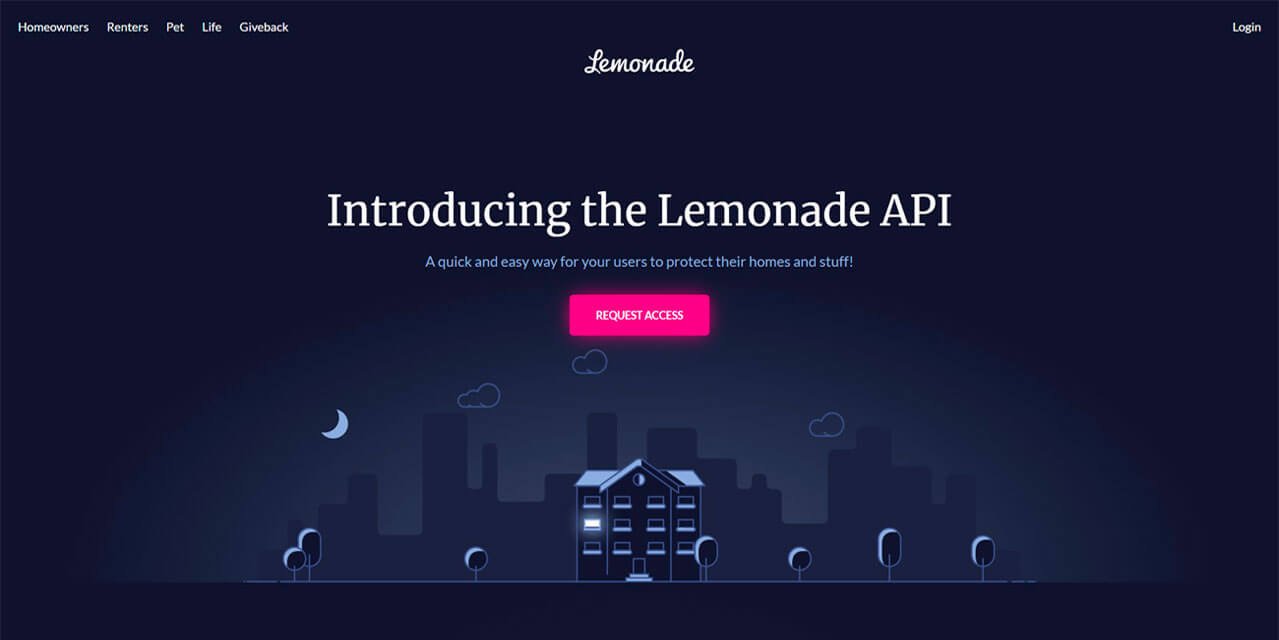 Homeowners Renters Pet Life Giveback Login
Lemonade
Introducing the Lemonade API
A quick and easy way for your users to protect their homes and stuff!
REQUEST ACCESS